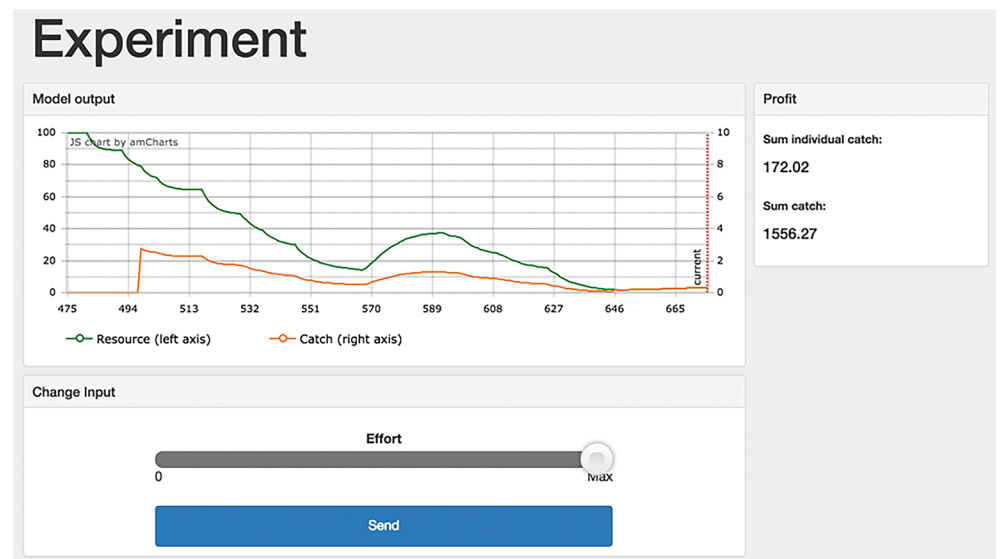 Experiment
Model output
Profit
100
10
JS chart by amCharts
80
8
60
6
40
4
20
2
0
0
current
475 494 513 532 551 570 589 608 627 646 665
Resource (left axis) Catch (right axis)
Sum individual catch:
172.02
Sum catch:
1556.27
Change Input
Effort
0 Max
Send